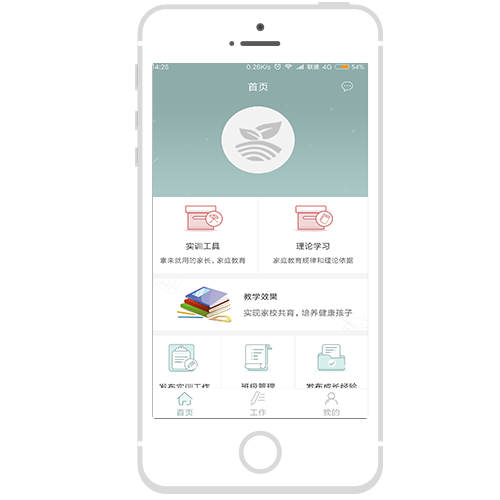 4:26 0.26K/s 联通 4G 54%
首页
实训工具 理论学习
拿来就用的家长，家庭教育 家庭教育规律和理论依据
教学效果
实现家校共育，培养健康孩子
发布实训工作 班级管理 发布成长经验
首页 工作 我的